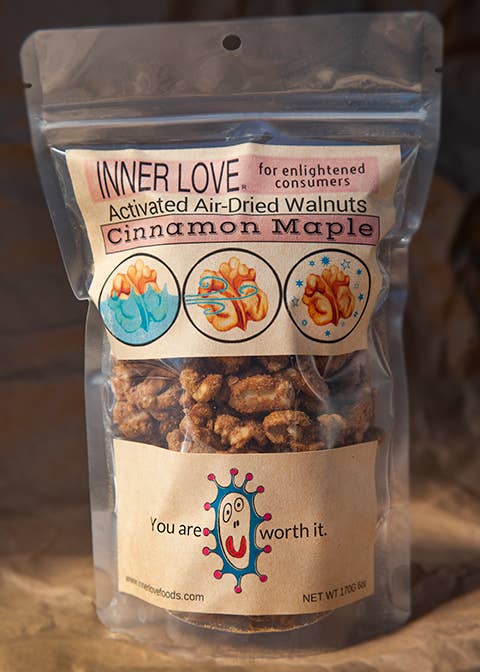 INNER LOVE® for enlightened consumers
Activated Air-Dried Walnuts
Cinnamon Maple
You are worth it.
www.innerlovefoods.com
NET WT 170G 6oz